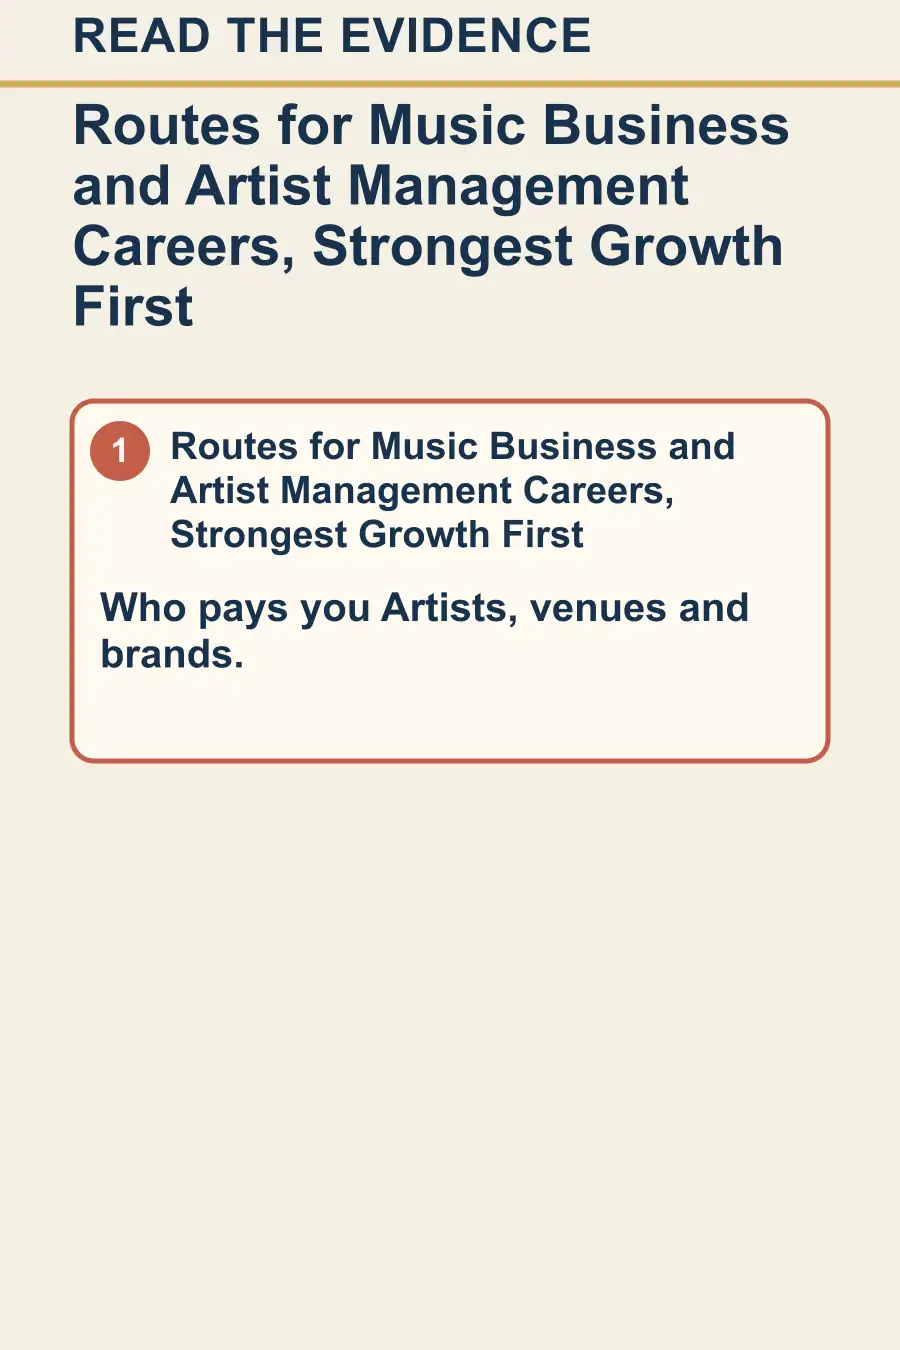 READ THE EVIDENCE
Routes for Music Business
and Artist Management
Careers, Strongest Growth
First
1
Routes for Music Business and
Artist Management Careers,
Strongest Growth First
Who pays you Artists, venues and
brands.